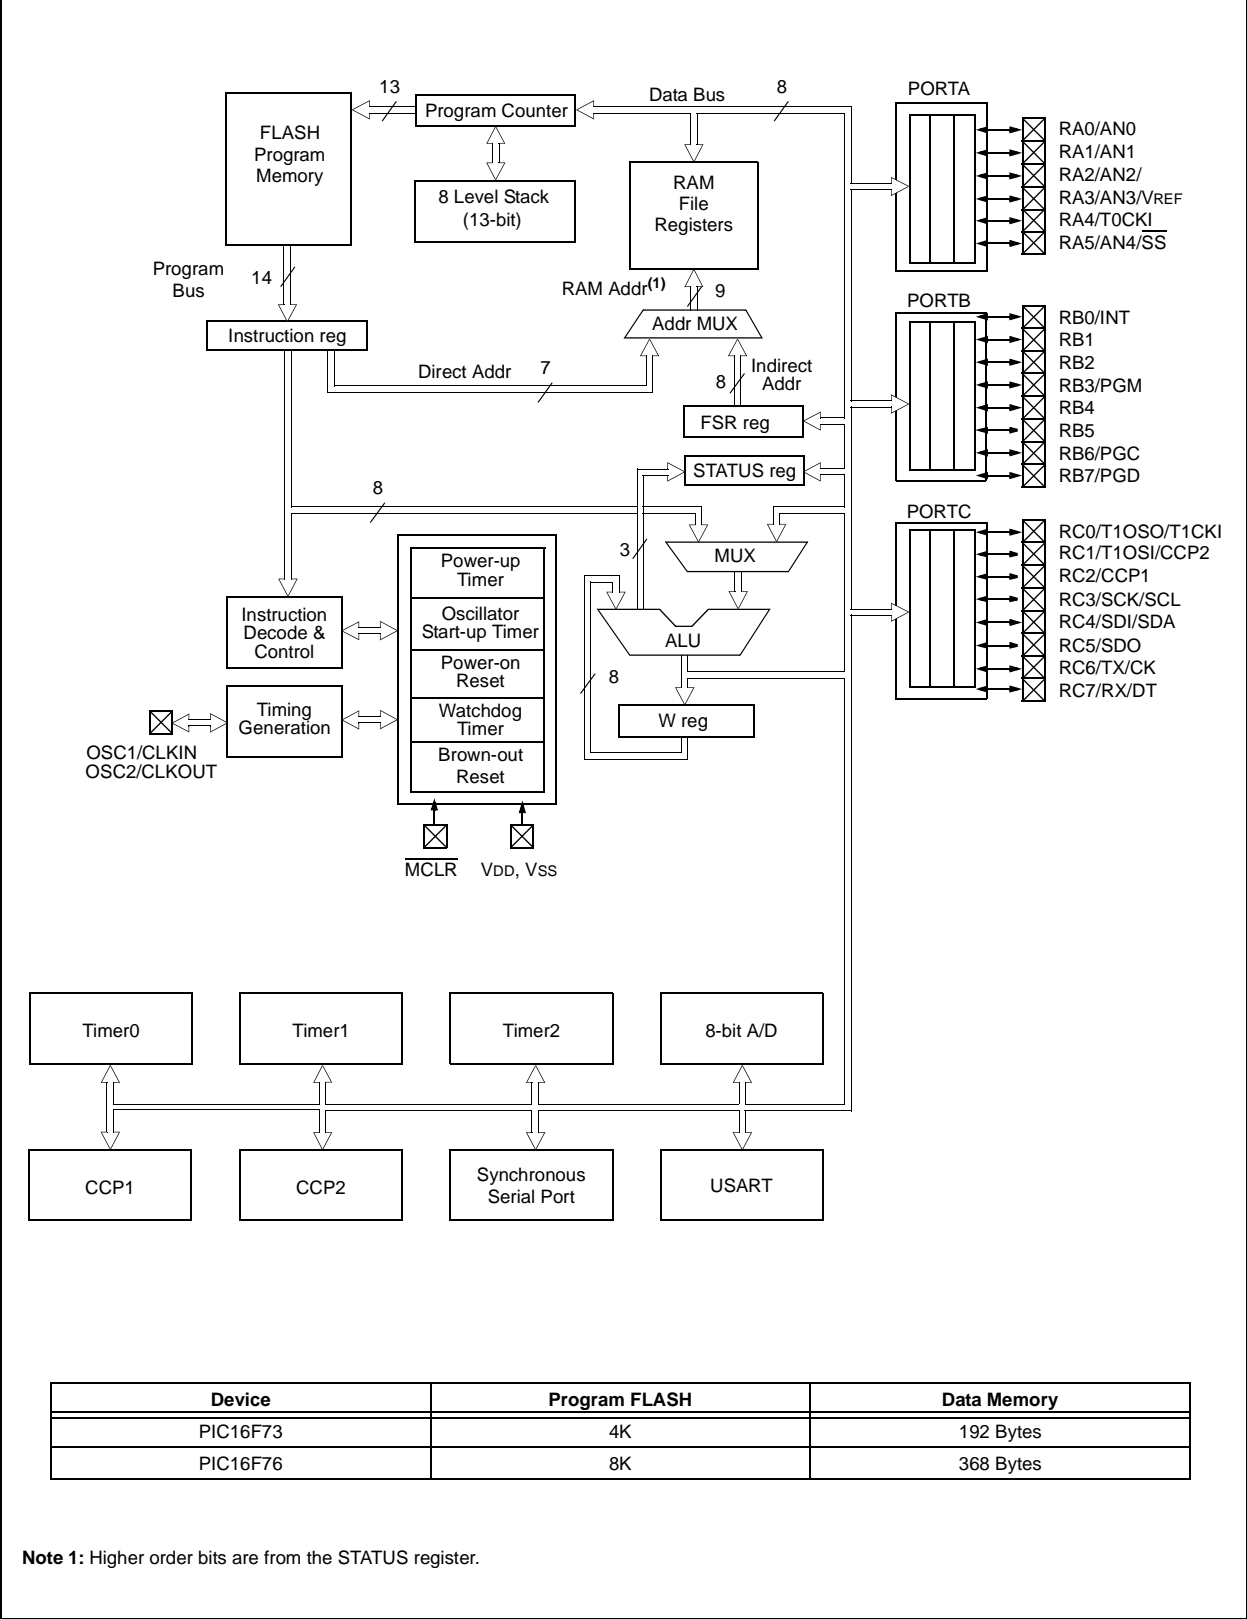 13
Program Counter
Data Bus
8
PORTA
FLASH
Program
Memory
8 Level Stack
(13-bit)
RAM
File
Registers
RA0/AN0
RA1/AN1
RA2/AN2/
RA3/AN3/VREF
RA4/T0CKI
RA5/AN4/S̅S̅
Program
Bus
14
RAM Addr(1)
9
PORTB
Instruction reg
Addr MUX
RB0/INT
RB1
RB2
RB3/PGM
RB4
RB5
RB6/PGC
RB7/PGD
Direct Addr
7
8
Indirect
Addr
FSR reg
STATUS reg
8
PORTC
RC0/T1OSO/T1CKI
RC1/T1OSI/CCP2
RC2/CCP1
RC3/SCK/SCL
RC4/SDI/SDA
RC5/SDO
RC6/TX/CK
RC7/RX/DT
3
MUX
ALU
8
W reg
Power-up
Timer
Oscillator
Start-up Timer
Power-on
Reset
Watchdog
Timer
Brown-out
Reset
Instruction
Decode &
Control
Timing
Generation
OSC1/CLKIN
OSC2/CLKOUT
M̅C̅L̅R̅
VDD, VSS
Timer0
Timer1
Timer2
8-bit A/D
CCP1
CCP2
Synchronous
Serial Port
USART
Device Program FLASH Data Memory
PIC16F73 4K 192 Bytes
PIC16F76 8K 368 Bytes
Note 1: Higher order bits are from the STATUS register.